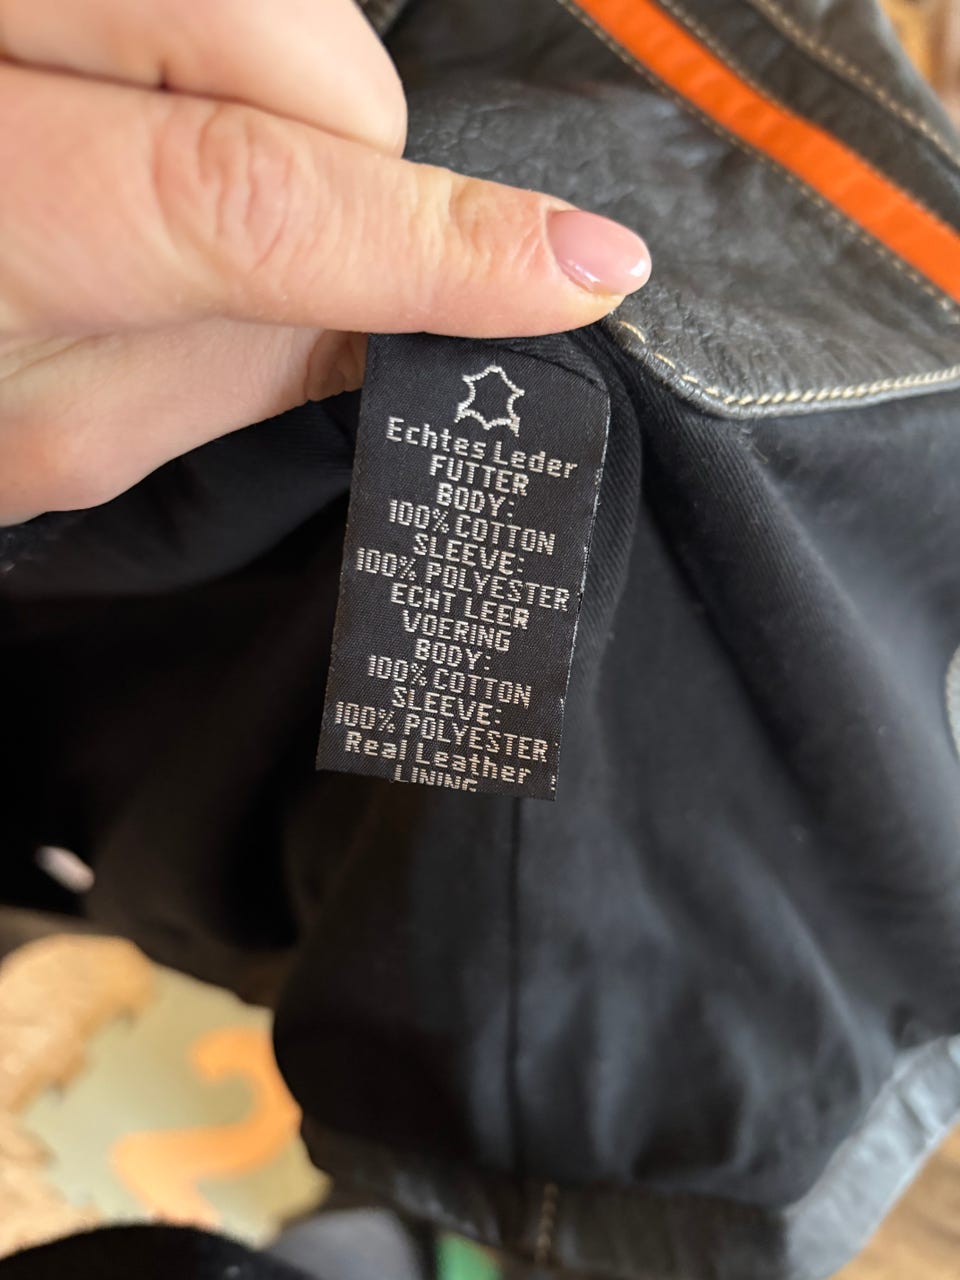 Echtes Leder
FUTTER
BODY:
100% COTTON
SLEEVE:
100% POLYESTER
ECHT LEER
VOERING
BODY:
100% COTTON
SLEEVE:
100% POLYESTER
Real Leather
LINING